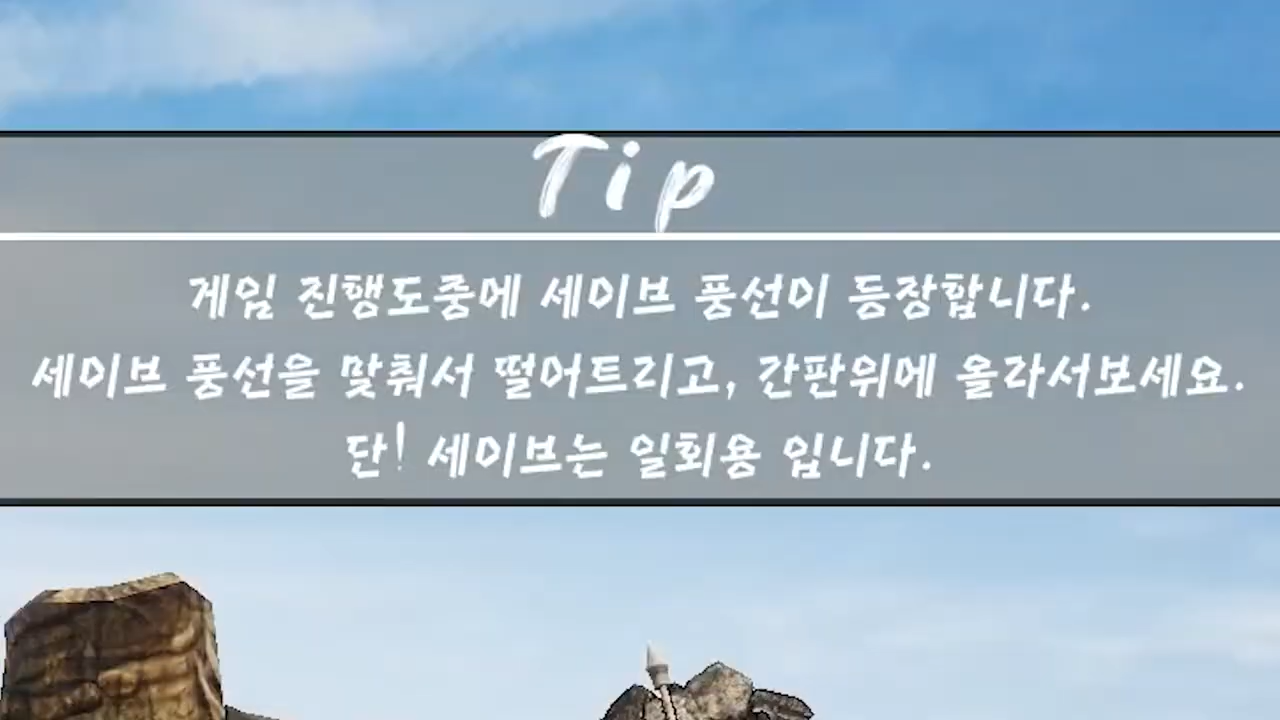 Tip
게임 진행도중에 세이브 풍선이 등장합니다.
세이브 풍선을 맞춰서 떨어트리고, 간판위에 올라서보세요.
단! 세이브는 일회용 입니다.